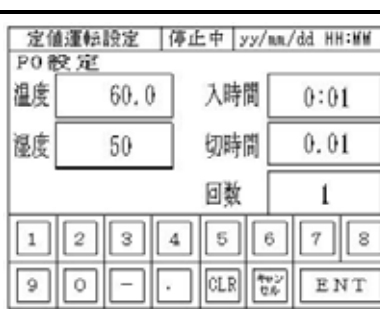 定値運転設定 停止中 yy/mm/dd HH:MM
P0設定
温度 60.0 入時間 0:01
湿度 50 切時間 0.01
回数 1
1 2 3 4 5 6 7 8
9 0 - . CLR キャンセル ENT